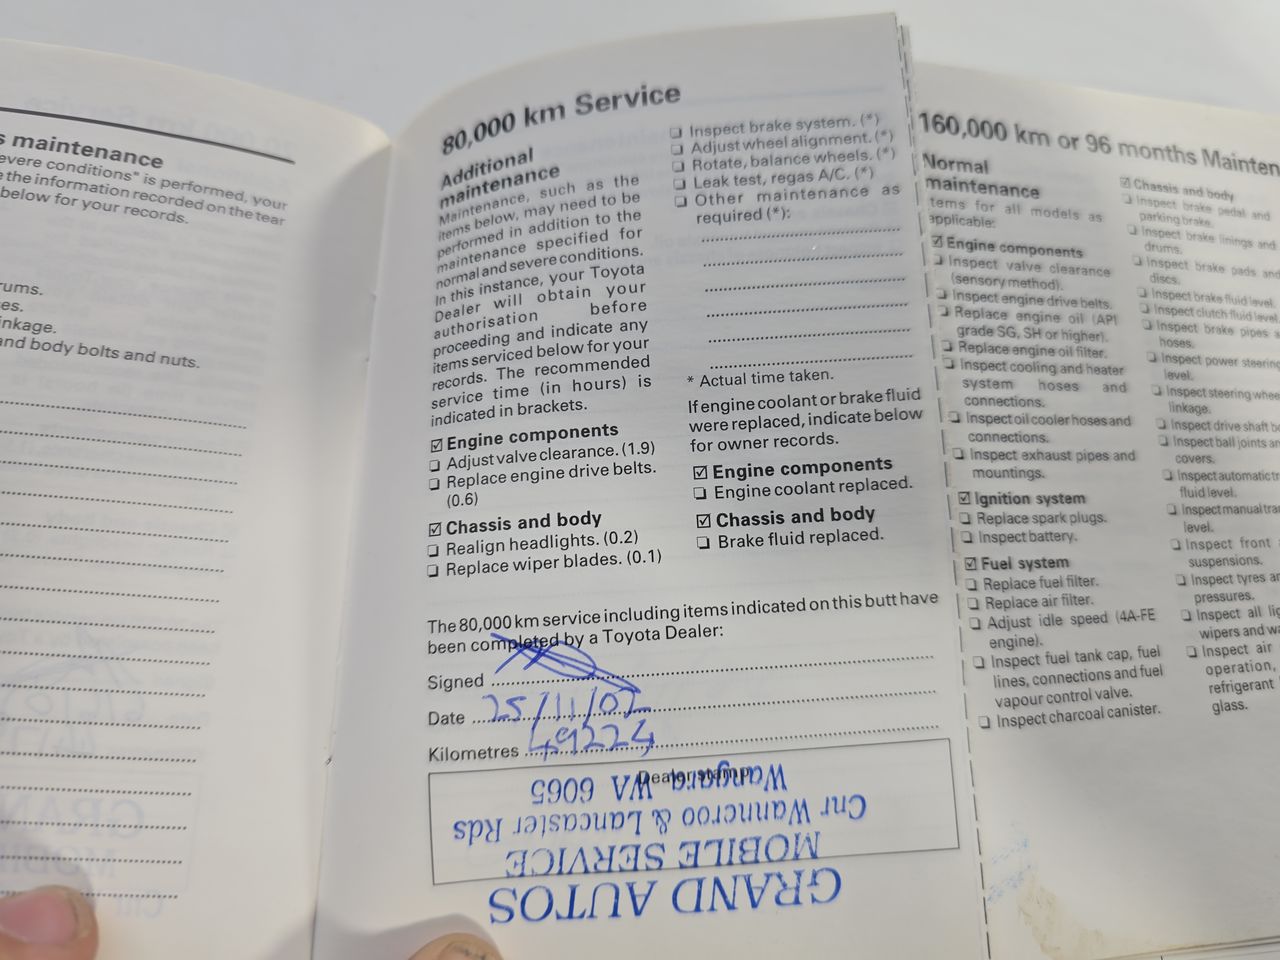 s maintenance
evere conditions" is performed, your
e the information recorded on the tear
below for your records.
rums.
es.
inkage.
and body bolts and nuts.
80,000 km Service
Additional
maintenance
Maintenance, such as the
items below, may need to be
performed in addition to the
maintenance specified for
normal and severe conditions.
In this instance, your Toyota
Dealer will obtain your
authorisation before
proceeding and indicate any
items serviced below for your
records. The recommended
service time (in hours) is
indicated in brackets.
☑ Engine components
❏ Adjust valve clearance. (1.9)
❏ Replace engine drive belts.
(0.6)
☑ Chassis and body
❏ Realign headlights. (0.2)
❏ Replace wiper blades. (0.1)
❏ Inspect brake system. (*)
❏ Adjust wheel alignment. (*)
❏ Rotate, balance wheels. (*)
❏ Leak test, regas A/C. (*)
❏ Other maintenance as
required (*):
* Actual time taken.
If engine coolant or brake fluid
were replaced, indicate below
for owner records.
☑ Engine components
❏ Engine coolant replaced.
☑ Chassis and body
❏ Brake fluid replaced.
The 80,000 km service including items indicated on this butt have
been completed by a Toyota Dealer:
Signed
Date 25/11/02
Kilometres 49224
Dealer stamp
GRAND AUTOS
MOBILE SERVICE
Cnr Wanneroo & Lancaster Rds
Wangara WA 6065
160,000 km or 96 months Mainten
Normal
maintenance
Items for all models as
applicable:
☑ Engine components
❏ Inspect valve clearance
(sensory method).
❏ Inspect engine drive belts.
❏ Replace engine oil (API
grade SG, SH or higher).
❏ Replace engine oil filter.
❏ Inspect cooling and heater
system hoses and
connections.
❏ Inspect oil cooler hoses and
connections.
❏ Inspect exhaust pipes and
mountings.
☑ Ignition system
❏ Replace spark plugs.
❏ Inspect battery.
☑ Fuel system
❏ Replace fuel filter.
❏ Replace air filter.
❏ Adjust idle speed (4A-FE
engine).
❏ Inspect fuel tank cap, fuel
lines, connections and fuel
vapour control valve.
❏ Inspect charcoal canister.
☑ Chassis and body
❏ Inspect brake pedal and
parking brake.
❏ Inspect brake linings and
drums.
❏ Inspect brake pads and
discs.
❏ Inspect brake fluid level.
❏ Inspect clutch fluid level
❏ Inspect brake pipes a
hoses.
❏ Inspect power steering
level.
❏ Inspect steering whee
linkage.
❏ Inspect drive shaft bo
❏ Inspect ball joints an
covers.
❏ Inspect automatic tr
fluid level.
❏ Inspect manual tran
level.
❏ Inspect front
suspensions.
❏ Inspect tyres an
pressures.
❏ Inspect all lig
wipers and wa
❏ Inspect air
operation,
refrigerant
glass.